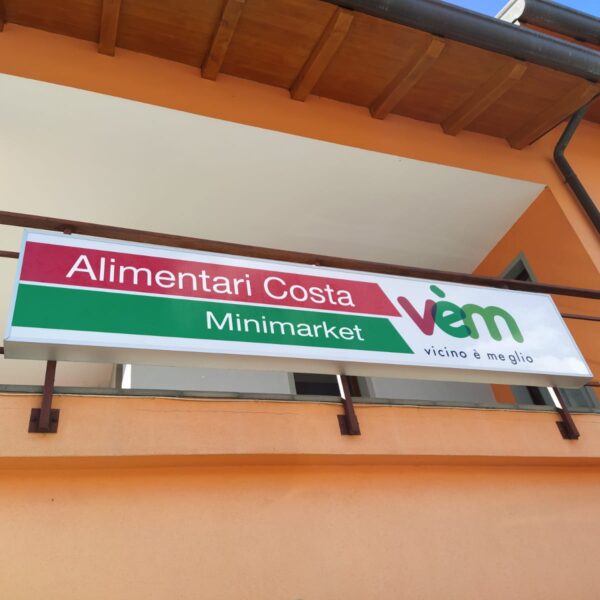 Alimentari Costa
Minimarket
vèm
vicino è meglio